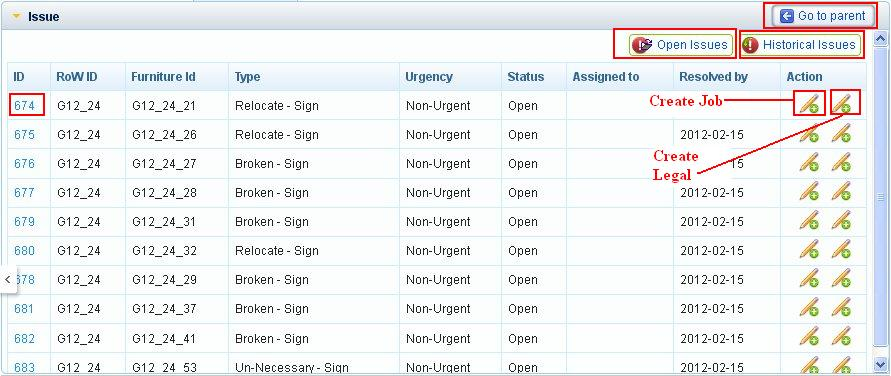 Issue Go to parent
Open Issues Historical Issues
ID RoW ID Furniture Id Type Urgency Status Assigned to Resolved by Action
674 G12_24 G12_24_21 Relocate - Sign Non-Urgent Open Create Job
675 G12_24 G12_24_26 Relocate - Sign Non-Urgent Open 2012-02-15
676 G12_24 G12_24_27 Broken - Sign Non-Urgent Open 2012-02-15
Create
Legal
677 G12_24 G12_24_28 Broken - Sign Non-Urgent Open 2012-02-15
679 G12_24 G12_24_31 Broken - Sign Non-Urgent Open 2012-02-15
680 G12_24 G12_24_32 Relocate - Sign Non-Urgent Open 2012-02-15
678 G12_24 G12_24_29 Broken - Sign Non-Urgent Open 2012-02-15
681 G12_24 G12_24_37 Broken - Sign Non-Urgent Open 2012-02-15
682 G12_24 G12_24_41 Broken - Sign Non-Urgent Open 2012-02-15
683 G12_24 G12_24_53 Un-Necessary - Sign Non-Urgent Open 2012-02-15